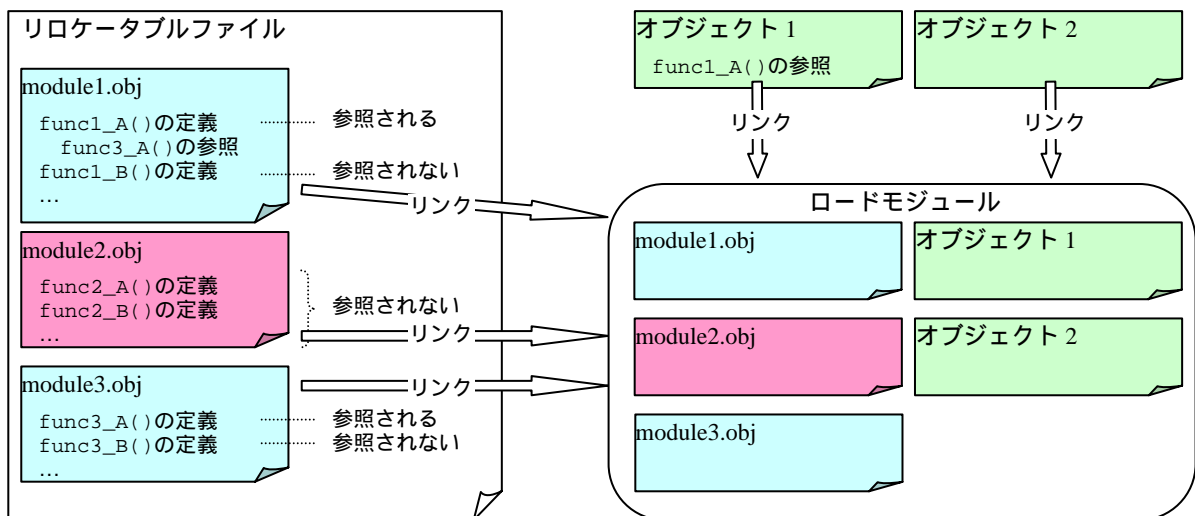 リロケータブルファイル
module1.obj
func1_A()の定義
参照される
func3_A()の参照
func1_B()の定義
参照されない
…
リンク
module2.obj
func2_A()の定義
func2_B()の定義
参照されない
…
リンク
module3.obj
リンク
func3_A()の定義
参照される
func3_B()の定義
参照されない
…
オブジェクト 1
func1_A()の参照
オブジェクト 2
リンク
リンク
ロードモジュール
module1.obj
オブジェクト 1
module2.obj
オブジェクト 2
module3.obj